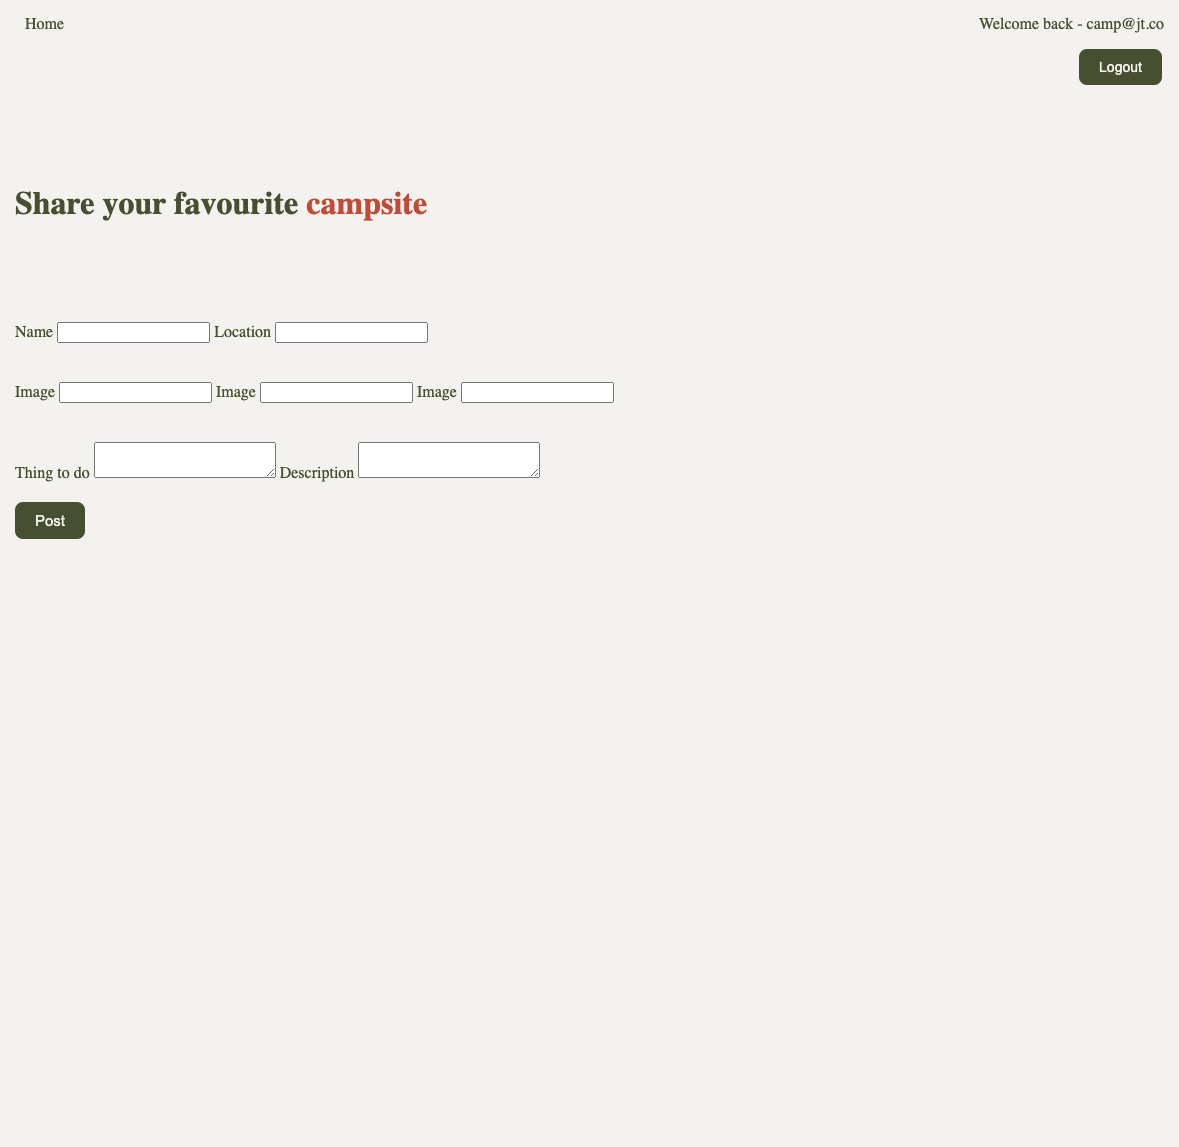 Home Welcome back - camp@jt.co
Logout
Share your favourite campsite
Name Location
Image Image Image
Thing to do Description
Post